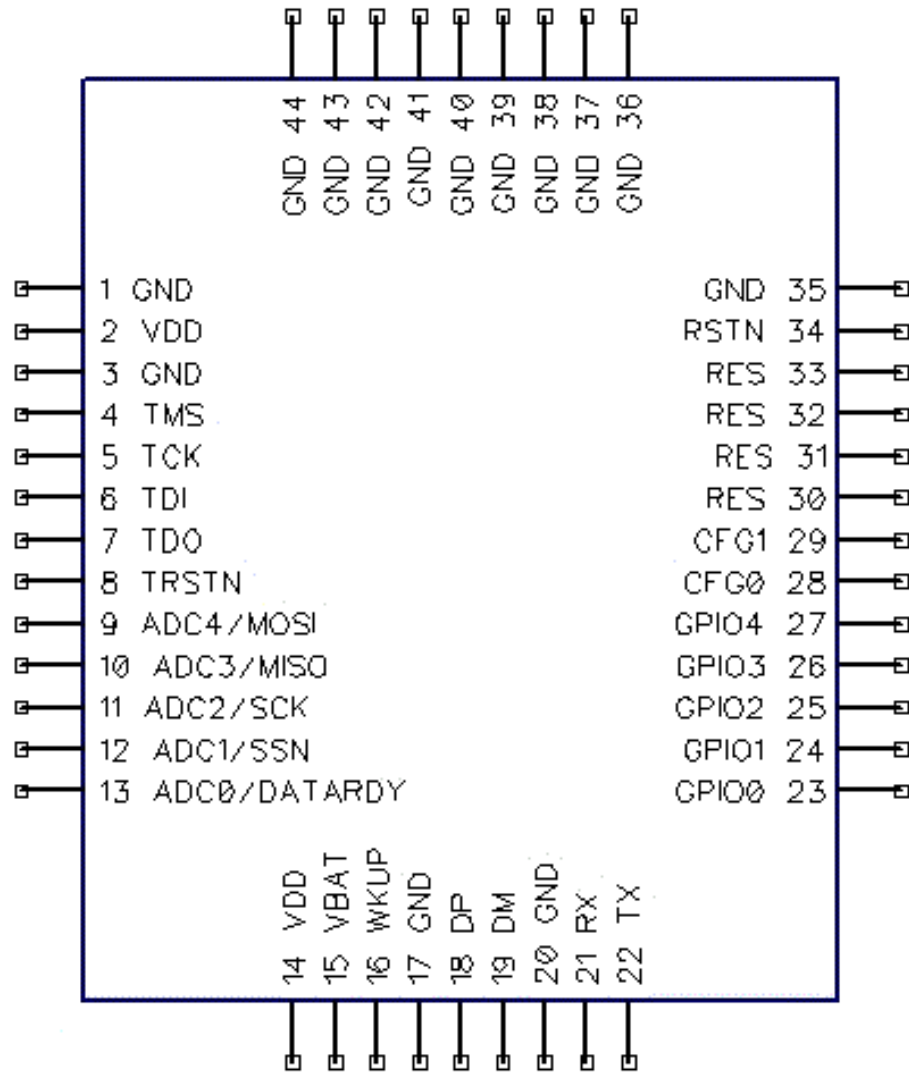 44 GND
43 GND
42 GND
41 GND
40 GND
39 GND
38 GND
37 GND
36 GND
1 GND
2 VDD
3 GND
4 TMS
5 TCK
6 TDI
7 TDO
8 TRSTN
9 ADC4/MOSI
10 ADC3/MISO
11 ADC2/SCK
12 ADC1/SSN
13 ADC0/DATARDY
GND 35
RSTN 34
RES 33
RES 32
RES 31
RES 30
CFG1 29
CFG0 28
GPIO4 27
GPIO3 26
GPIO2 25
GPIO1 24
GPIO0 23
14 VDD
15 VBAT
16 WKUP
17 GND
18 DP
19 DM
20 GND
21 RX
22 TX